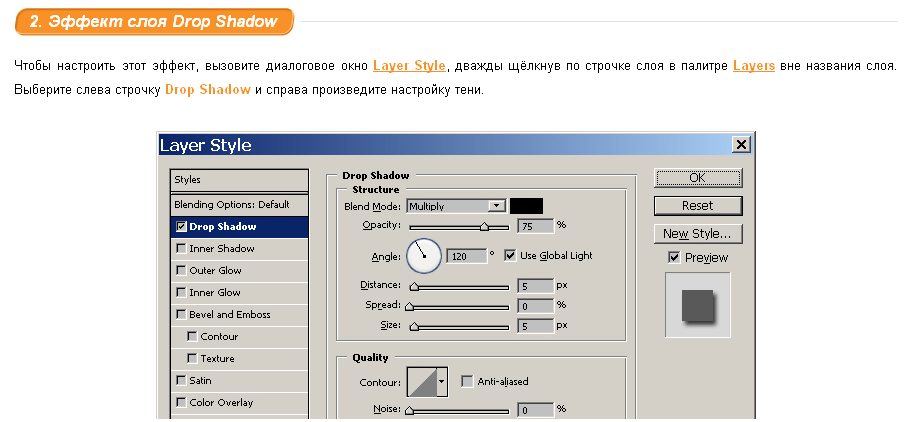 2. Эффект слоя Drop Shadow
Чтобы настроить этот эффект, вызовите диалоговое окно Layer Style, дважды щёлкнув по строчке слоя в палитре Layers вне названия слоя.
Выберите слева строчку Drop Shadow и справа произведите настройку тени.
Layer Style
Styles
Blending Options: Default
Drop Shadow
Inner Shadow
Outer Glow
Inner Glow
Bevel and Emboss
Contour
Texture
Satin
Color Overlay
Drop Shadow
Structure
Blend Mode: Multiply
Opacity: 75 %
Angle: 120 ° Use Global Light
Distance: 5 px
Spread: 0 %
Size: 5 px
Quality
Contour: Anti-aliased
Noise: 0 %
OK
Reset
New Style...
Preview